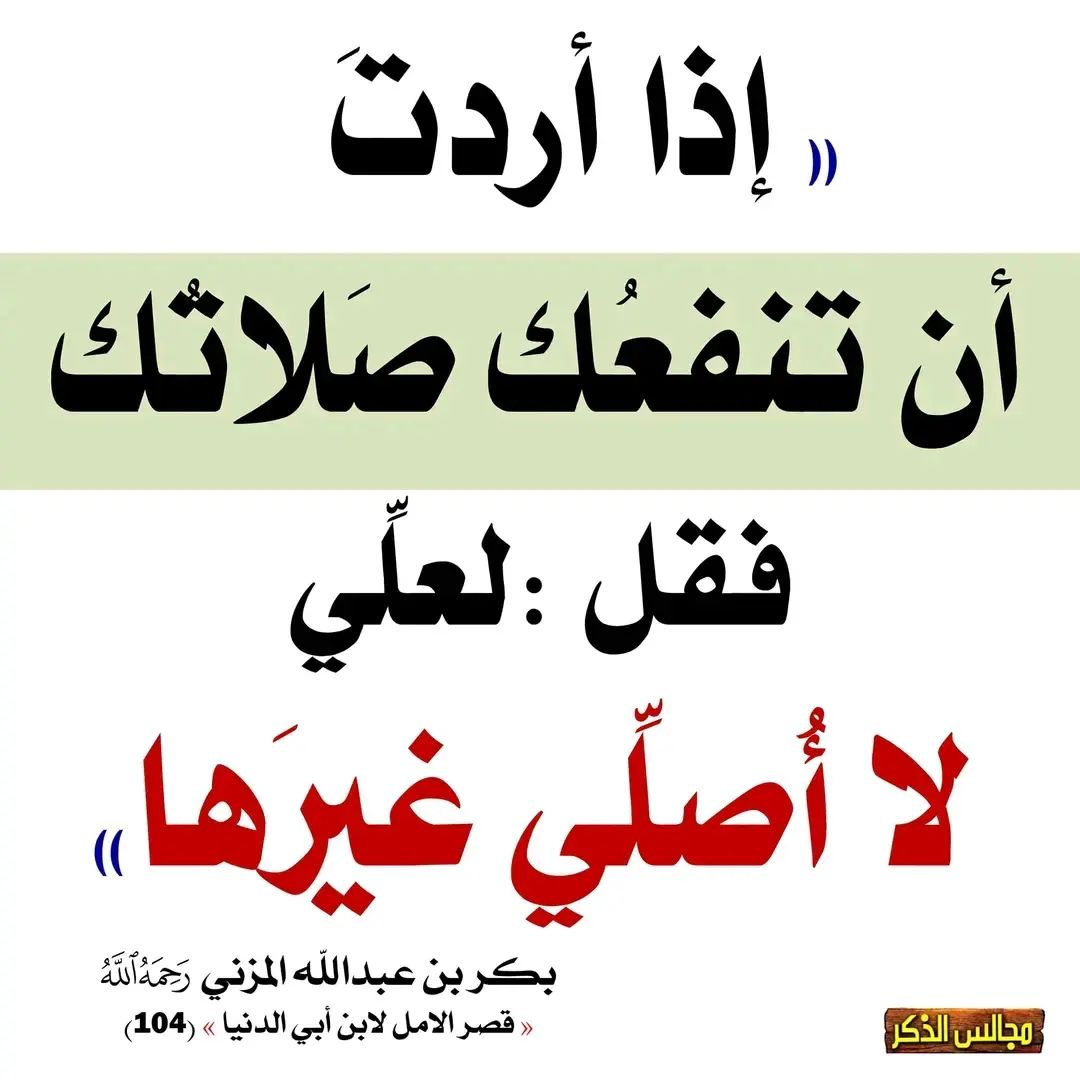 (( إذا أردتَ
أن تنفعُك صَلاتُك
فقل :لعلِّي
لا أُصلِّي غيرَها ))
بكر بن عبدالله المزني رَحِمَهُ ٱللَّهُ
« قصر الامل لابن أبي الدنيا » (104)
مجالس الذكر